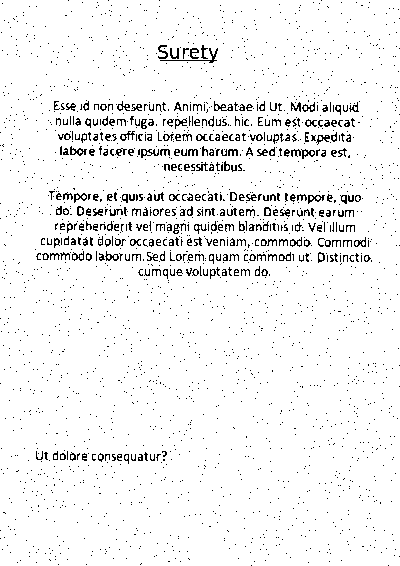 Surety
Esse id non deserunt. Animi, beatae id Ut. Modi aliquid
nulla quidem fuga. repellendus. hic. Eum est occaecat
voluptates officia Lorem occaecat voluptas. Expedita
labore facere ipsum eum harum. A sed tempora est,
necessitatibus.
Tempore, et quis aut occaecati. Deserunt tempore, quo
do. Deserunt maiores ad sint autem. Deserunt earum
reprehenderit vel magni quidem blanditiis id. Vel illum
cupidatat dolor occaecati est veniam, commodo. Commodi
commodo laborum Sed Lorem quam commodi ut. Distinctio
cumque voluptatem do.
Ut dolore consequatur?